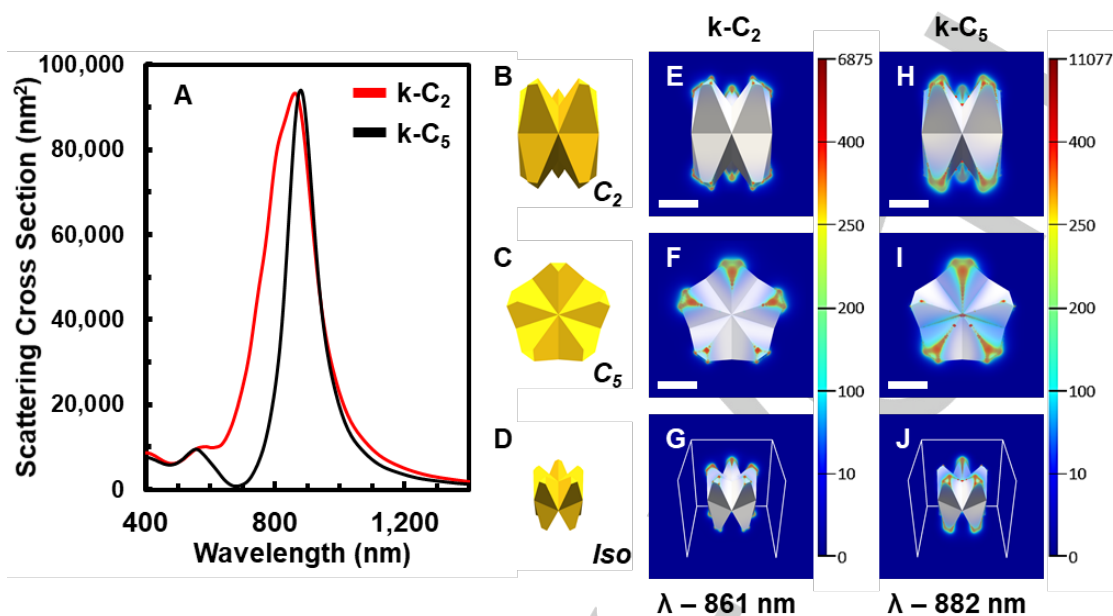 k-C2
k-C5
100,000
80,000
60,000
40,000
20,000
0
Scattering Cross Section (nm2)
A
k-C2
k-C5
400
800
1,200
Wavelength (nm)
B
C2
C
C5
D
Iso
E
F
G
6875
400
250
200
100
10
0
H
I
J
11077
400
250
200
100
10
0
λ – 861 nm
λ – 882 nm